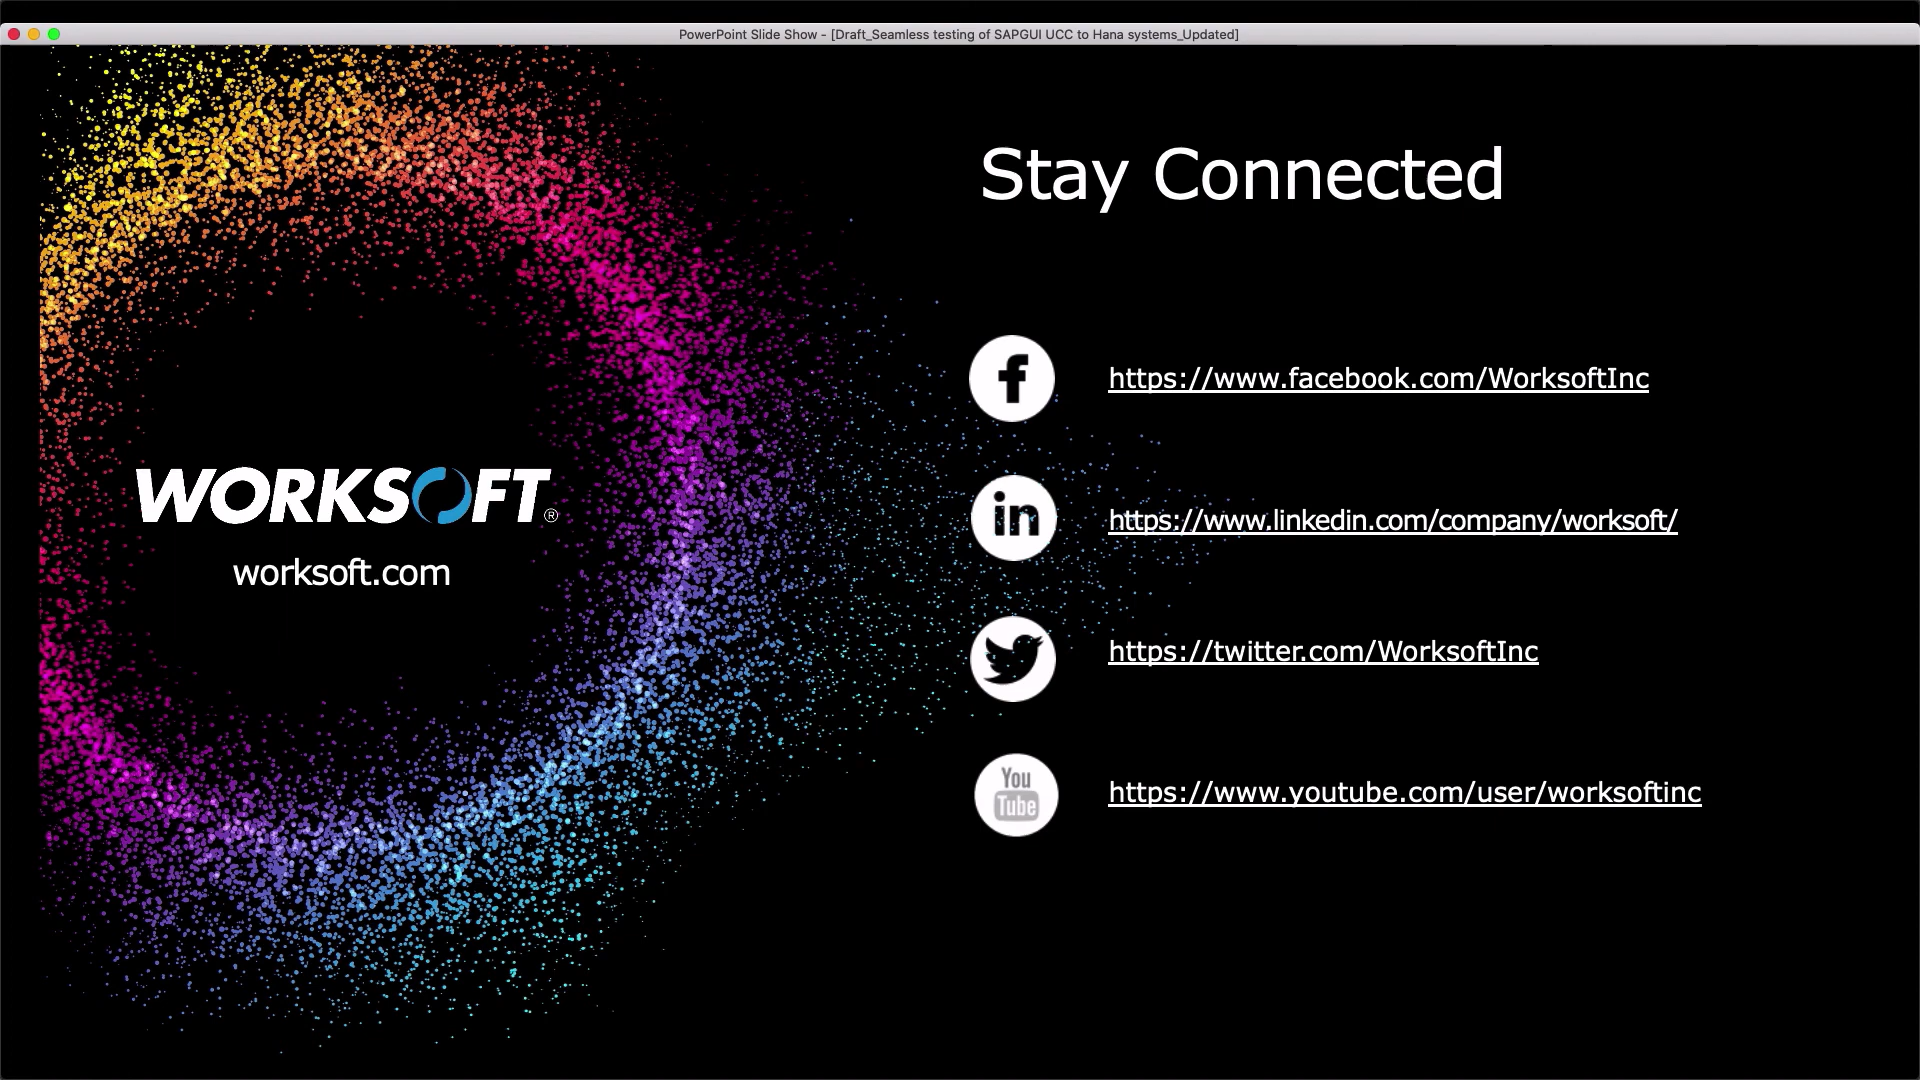 PowerPoint Slide Show - [Draft_Seamless testing of SAPGUI UCC to Hana systems_Updated]
Stay Connected
https://www.facebook.com/WorksoftInc
in
https://www.linkedin.com/company/worksoft/
WORKSOFT®
worksoft.com
https://twitter.com/WorksoftInc
You
Tube
https://www.youtube.com/user/worksoftinc